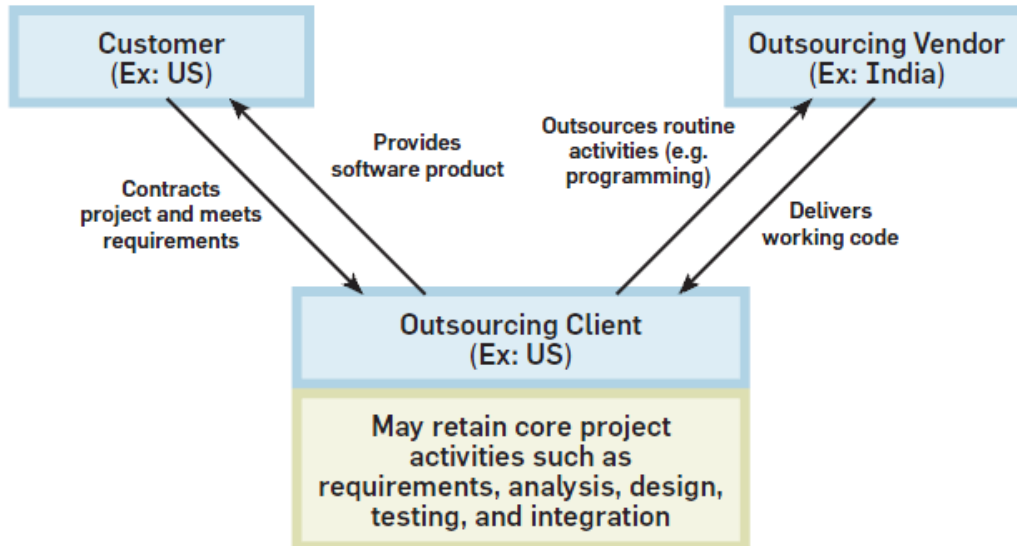 Customer
(Ex: US)
Outsourcing Vendor
(Ex: India)
Provides
software product
Outsources routine
activities (e.g.
programming)
Contracts
project and meets
requirements
Delivers
working code
Outsourcing Client
(Ex: US)
May retain core project
activities such as
requirements, analysis, design,
testing, and integration